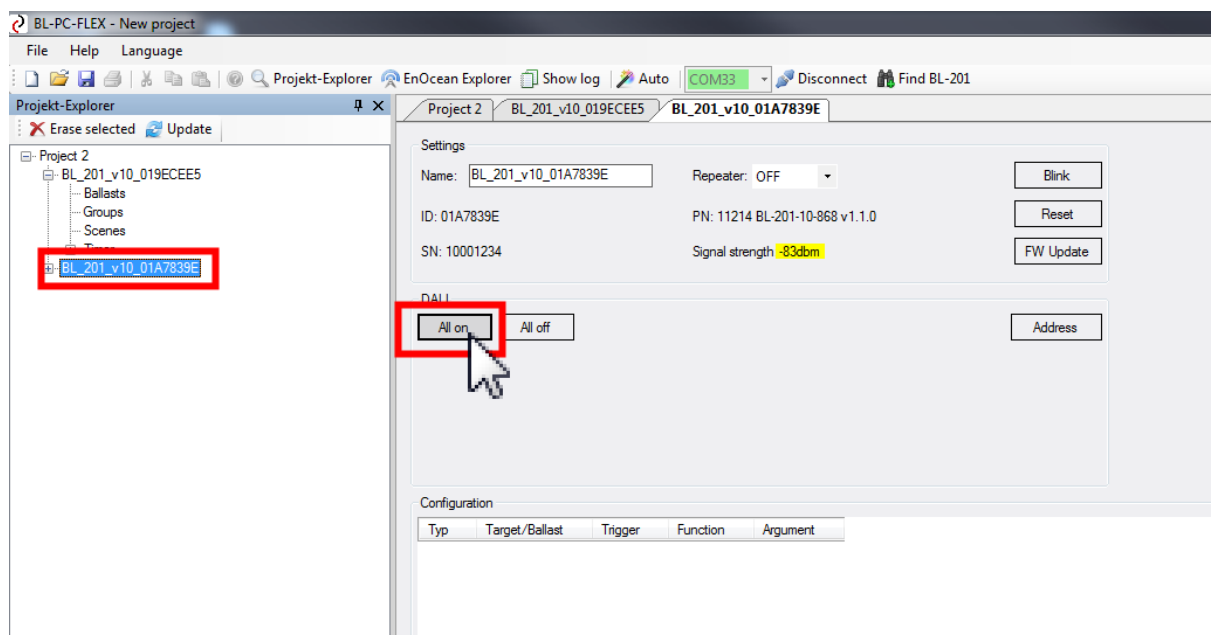 BL-PC-FLEX - New project
File Help Language
Projekt-Explorer EnOcean Explorer Show log Auto COM33 Disconnect Find BL-201
Projekt-Explorer
Erase selected Update
Project 2
BL_201_v10_019ECEE5
Ballasts
Groups
Scenes
Timer
BL_201_v10_01A7839E
Project 2 BL_201_v10_019ECEE5 BL_201_v10_01A7839E
Settings
Name: BL_201_v10_01A7839E Repeater: OFF Blink
ID: 01A7839E PN: 11214 BL-201-10-868 v1.1.0 Reset
SN: 10001234 Signal strength -83dbm FW Update
DALI
All on All off Address
Configuration
Typ Target/Ballast Trigger Function Argument